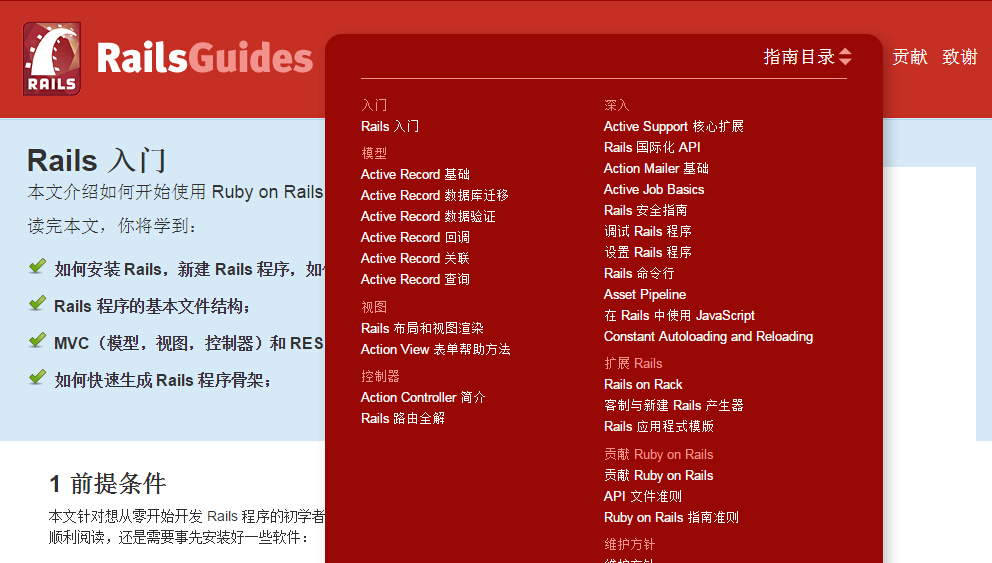 RAILS
RailsGuides
指南目录
贡献
致谢
Rails 入门
本文介绍如何开始使用 Ruby on Rails
读完本文，你将学到：
如何安装 Rails，新建 Rails 程序，如
Rails 程序的基本文件结构；
MVC（模型，视图，控制器）和 RES
如何快速生成 Rails 程序骨架；
1 前提条件
本文针对想从零开始开发 Rails 程序的初学者
顺利阅读，还是需要事先安装好一些软件：
入门
Rails 入门
模型
Active Record 基础
Active Record 数据库迁移
Active Record 数据验证
Active Record 回调
Active Record 关联
Active Record 查询
视图
Rails 布局和视图渲染
Action View 表单帮助方法
控制器
Action Controller 简介
Rails 路由全解
深入
Active Support 核心扩展
Rails 国际化 API
Action Mailer 基础
Active Job Basics
Rails 安全指南
调试 Rails 程序
设置 Rails 程序
Rails 命令行
Asset Pipeline
在 Rails 中使用 JavaScript
Constant Autoloading and Reloading
扩展 Rails
Rails on Rack
客制与新建 Rails 产生器
Rails 应用程式模版
贡献 Ruby on Rails
贡献 Ruby on Rails
API 文件准则
Ruby on Rails 指南准则
维护方针